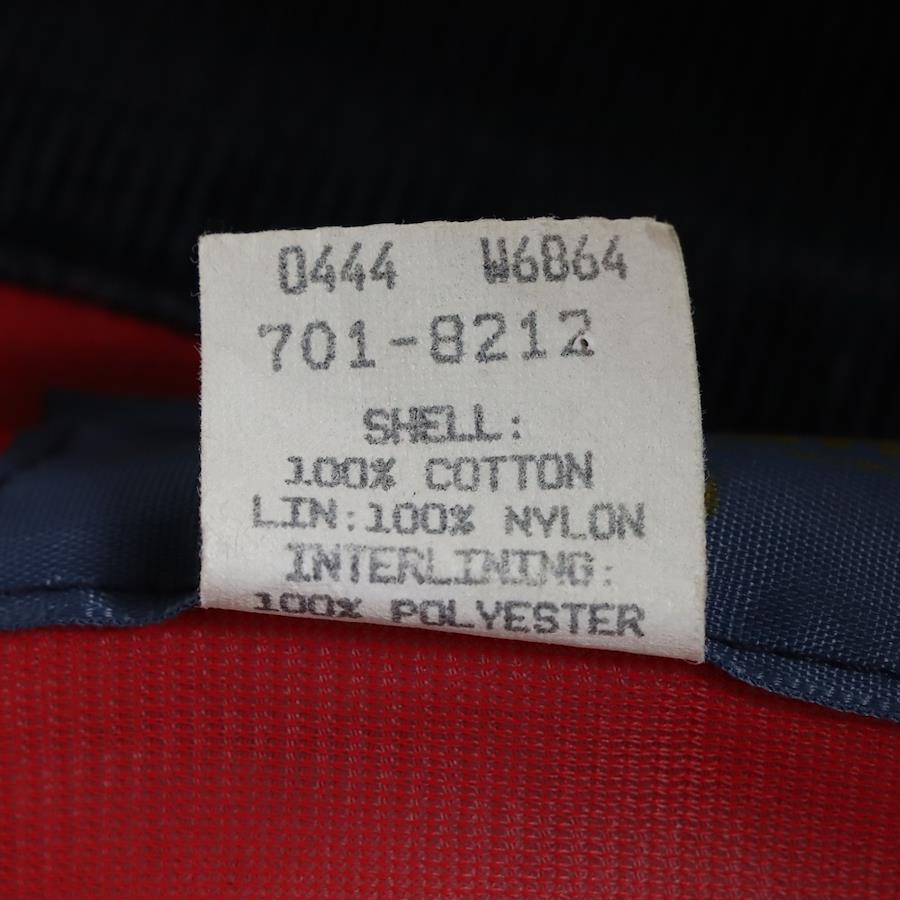 0444 W6864
701-8212
SHELL:
100% COTTON
LIN:100% NYLON
INTERLINING:
100% POLYESTER